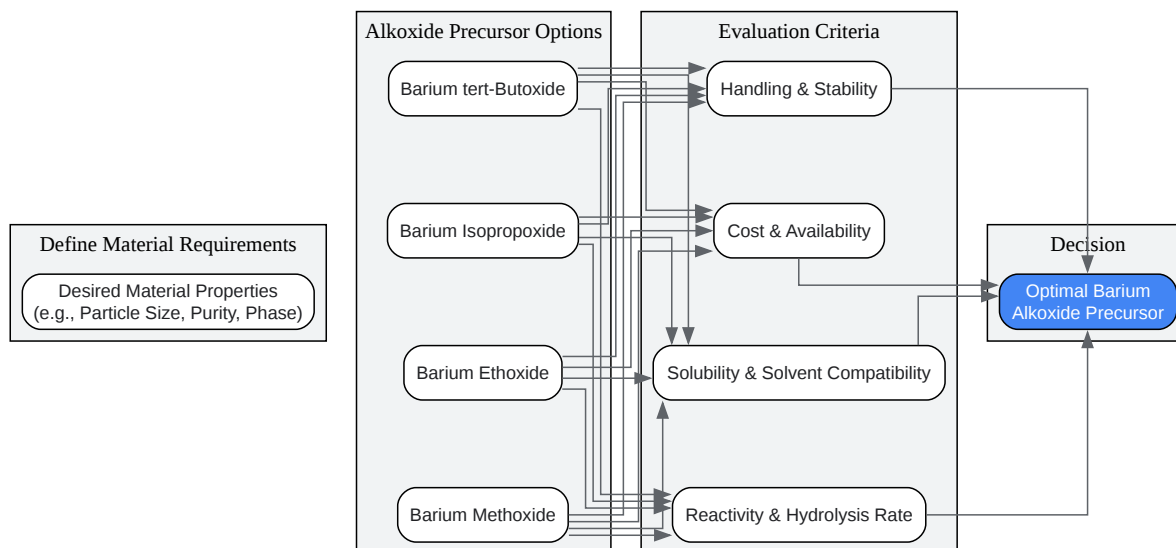 Define Material Requirements
Desired Material Properties
(e.g., Particle Size, Purity, Phase)
Alkoxide Precursor Options
Barium tert-Butoxide
Barium Isopropoxide
Barium Ethoxide
Barium Methoxide
Evaluation Criteria
Handling & Stability
Cost & Availability
Solubility & Solvent Compatibility
Reactivity & Hydrolysis Rate
Decision
Optimal Barium
Alkoxide Precursor